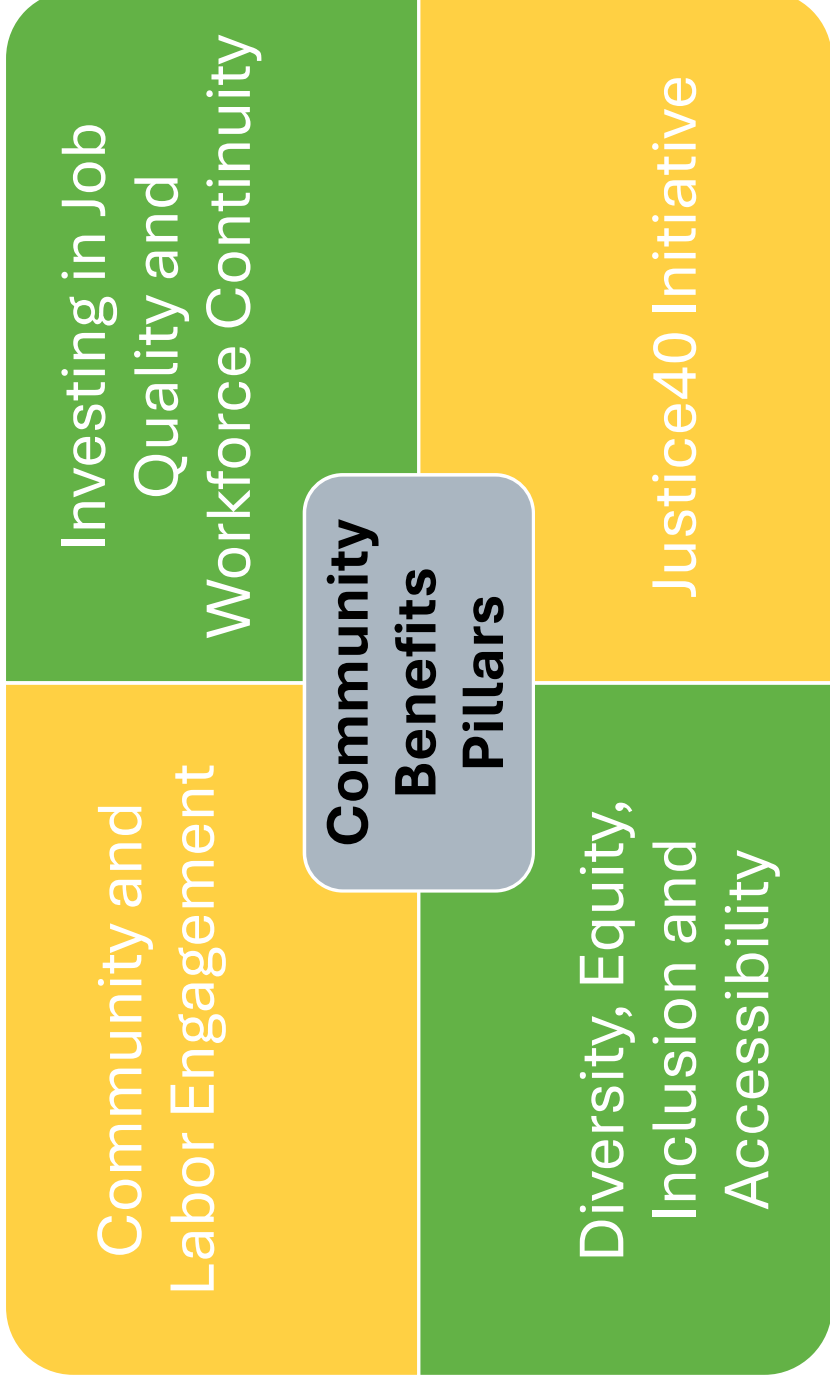 Community and
Labor Engagement
Investing in Job
Quality and
Workforce Continuity
Community
Benefits
Pillars
Diversity, Equity,
Inclusion and
Accessibility
Justice40 Initiative